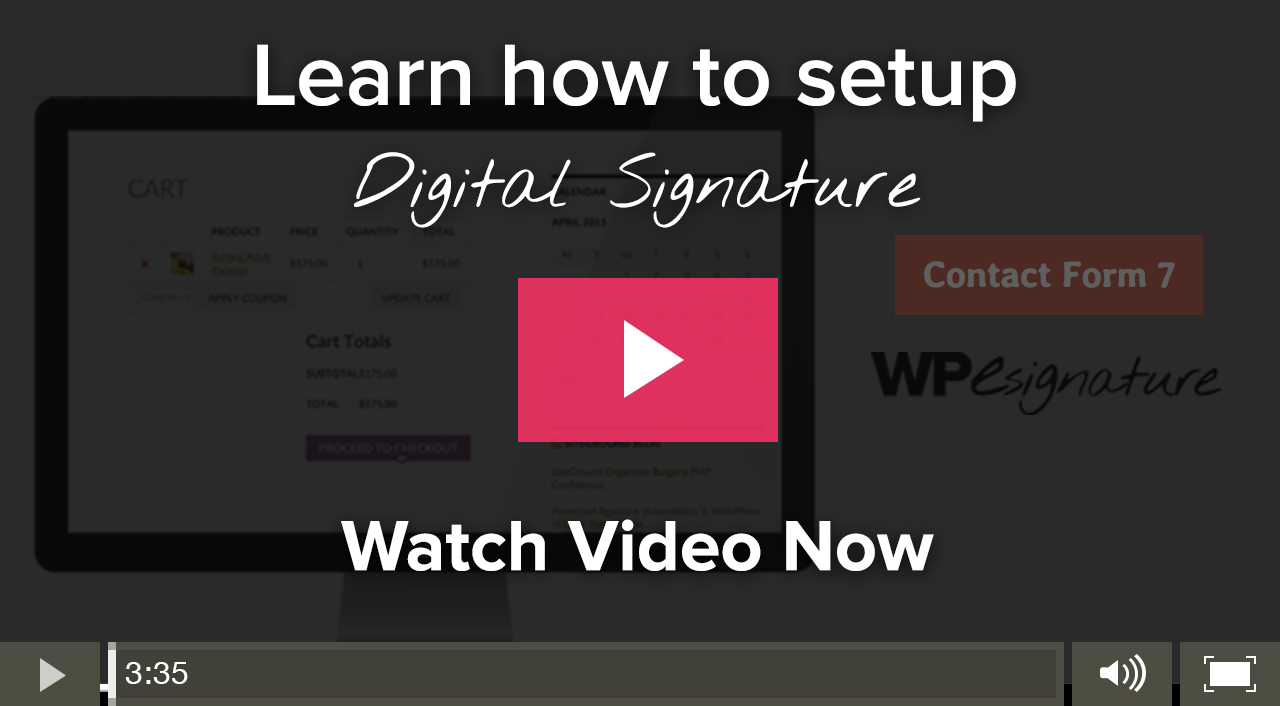 Learn how to setup
Digital Signature
CART
PRODUCT PRICE QUANTITY TOTAL
$175.00 1 $175.00
APPLY COUPON UPDATE CART
Cart Totals
SUBTOTAL $175.00
TOTAL $175.00
PROCEED TO CHECKOUT
CALENDAR
APRIL 2015
M T W T F S S
SiteGround Organizes Bulgaria PHP
Conference
Contact Form 7
WPesignature
Watch Video Now
3:35